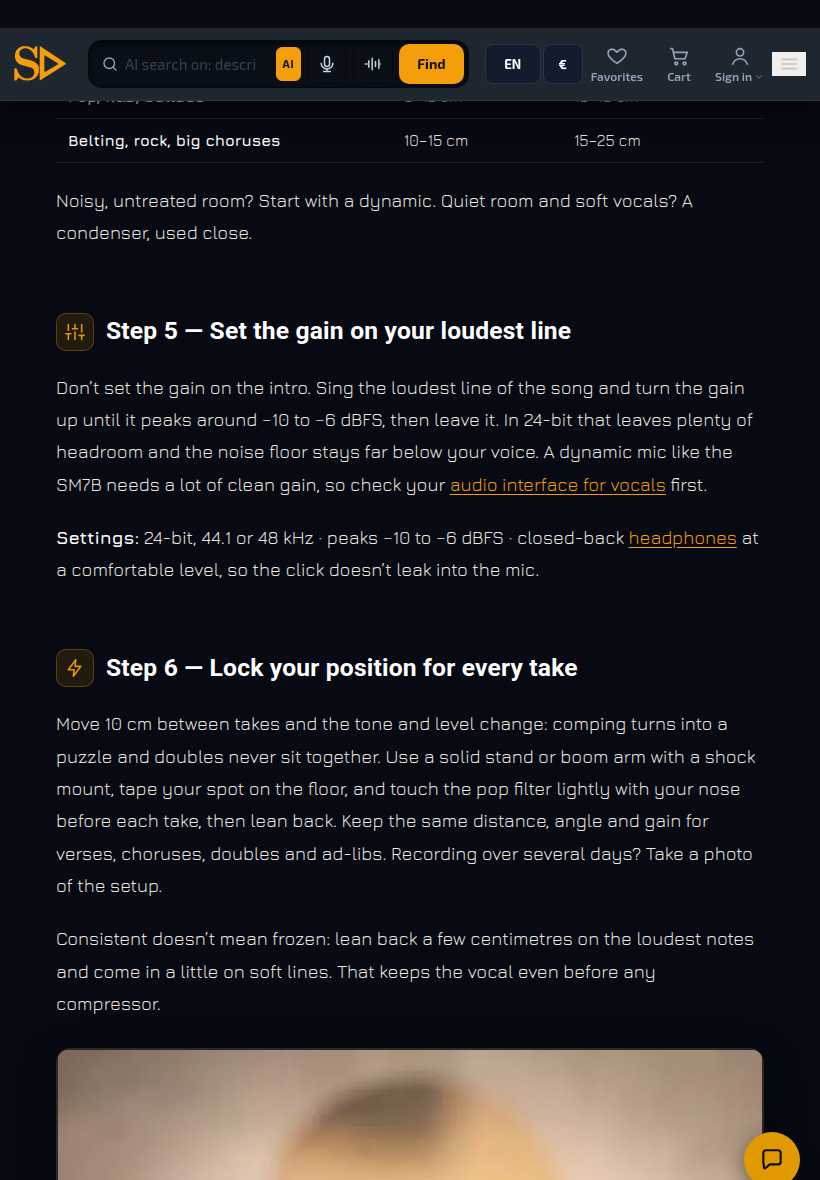 SD
AI search on: descri
AI
Find
EN
€
Favorites
Cart
Sign in
Belting, rock, big choruses 10–15 cm 15–25 cm
Noisy, untreated room? Start with a dynamic. Quiet room and soft vocals? A
condenser, used close.
Step 5 — Set the gain on your loudest line
Don’t set the gain on the intro. Sing the loudest line of the song and turn the gain
up until it peaks around −10 to −6 dBFS, then leave it. In 24-bit that leaves plenty of
headroom and the noise floor stays far below your voice. A dynamic mic like the
SM7B needs a lot of clean gain, so check your audio interface for vocals first.
Settings: 24-bit, 44.1 or 48 kHz · peaks −10 to −6 dBFS · closed-back headphones at
a comfortable level, so the click doesn’t leak into the mic.
Step 6 — Lock your position for every take
Move 10 cm between takes and the tone and level change: comping turns into a
puzzle and doubles never sit together. Use a solid stand or boom arm with a shock
mount, tape your spot on the floor, and touch the pop filter lightly with your nose
before each take, then lean back. Keep the same distance, angle and gain for
verses, choruses, doubles and ad-libs. Recording over several days? Take a photo
of the setup.
Consistent doesn’t mean frozen: lean back a few centimetres on the loudest notes
and come in a little on soft lines. That keeps the vocal even before any
compressor.